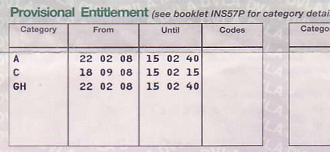 Provisional Entitlement (see booklet INS57P for category detai
Category From Until Codes Catego
A 22 02 08 15 02 40
C 18 09 08 15 02 15
GH 22 02 08 15 02 40